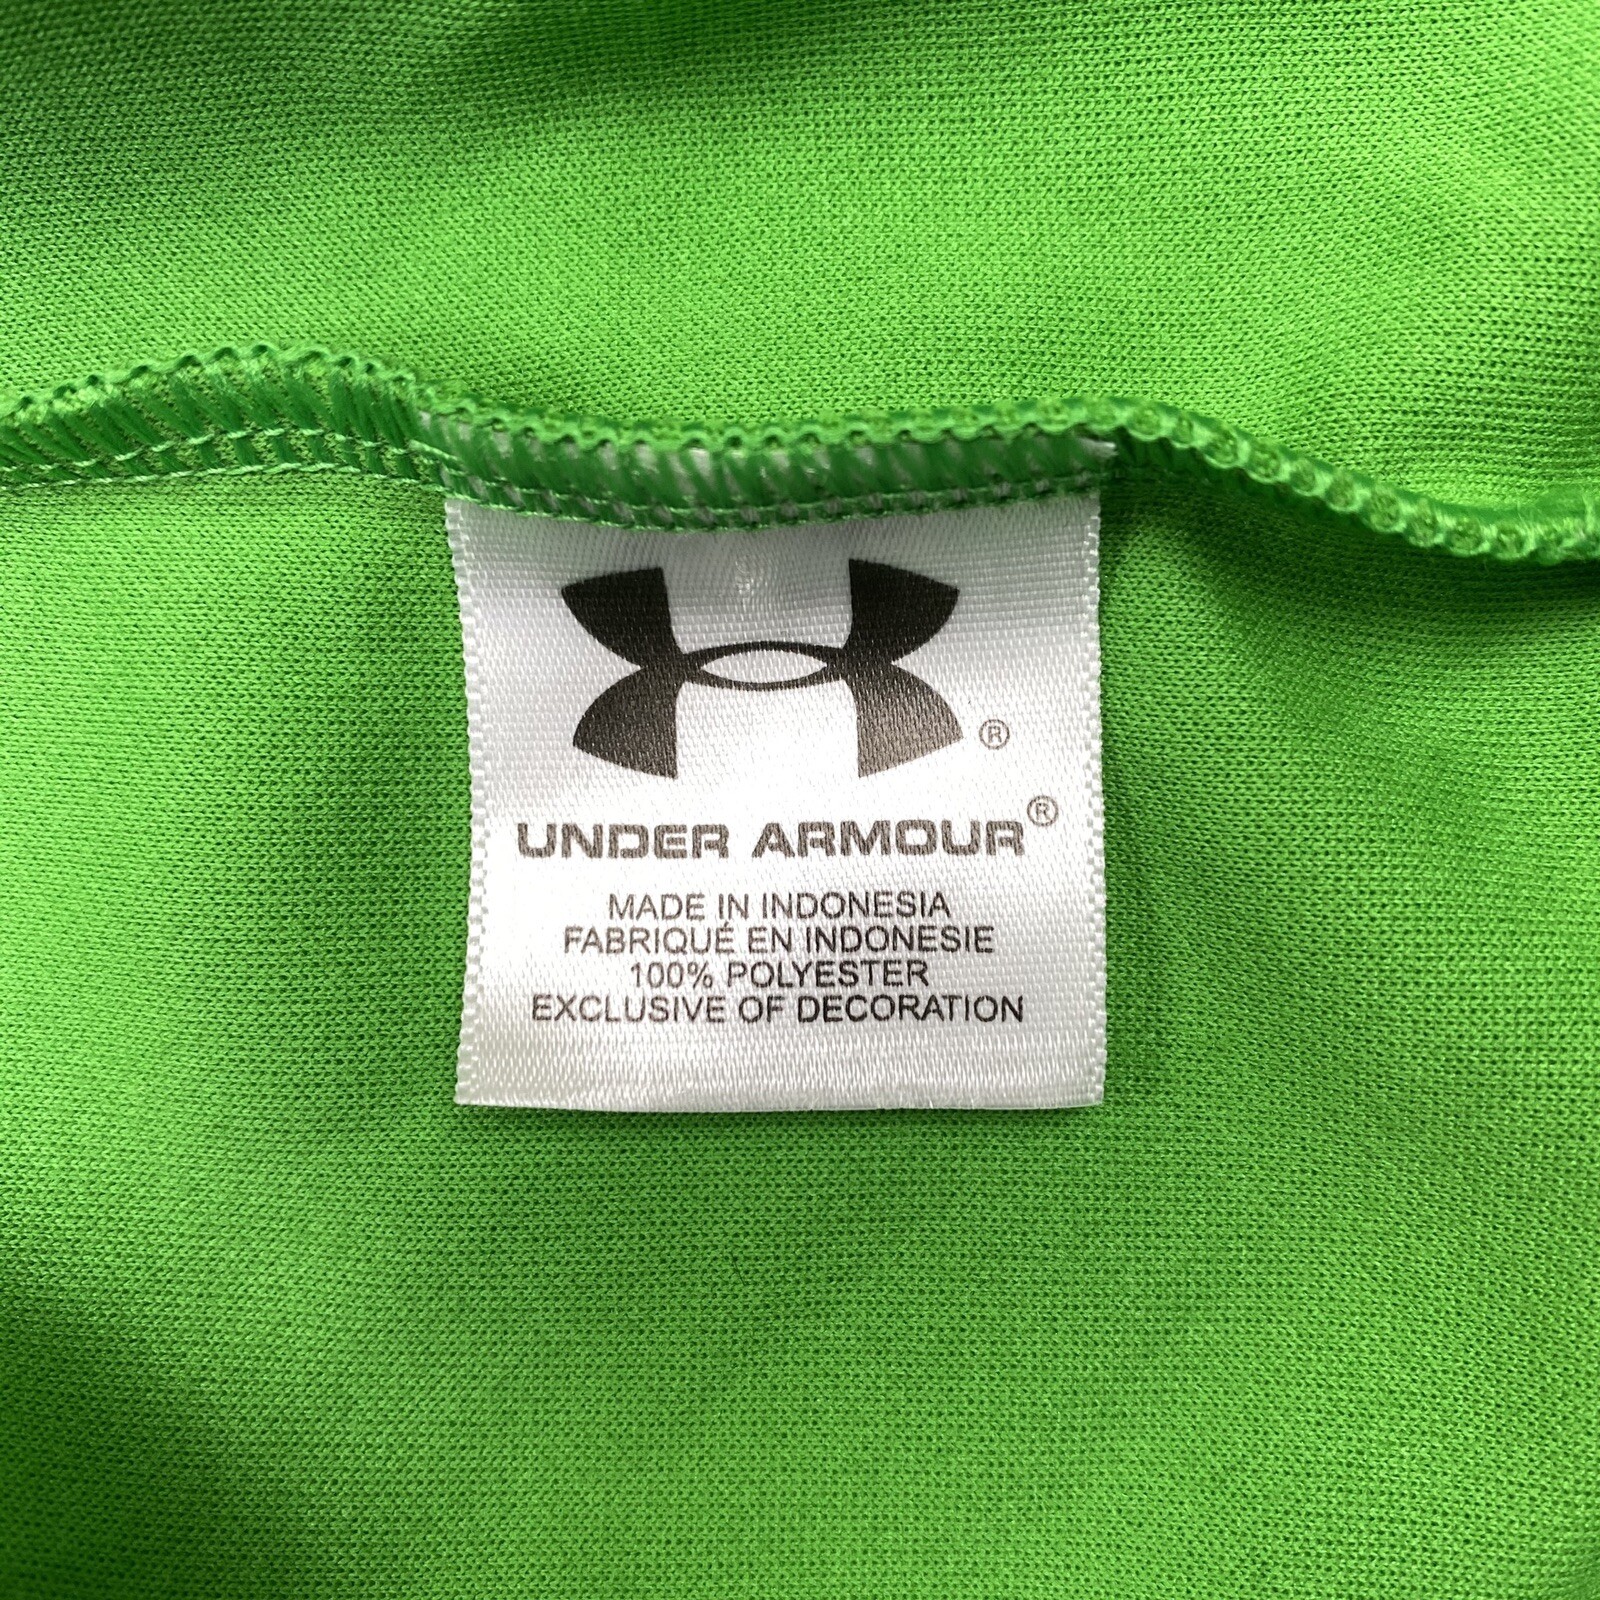 ®
UNDER ARMOUR®
MADE IN INDONESIA
FABRIQUÉ EN INDONESIE
100% POLYESTER
EXCLUSIVE OF DECORATION